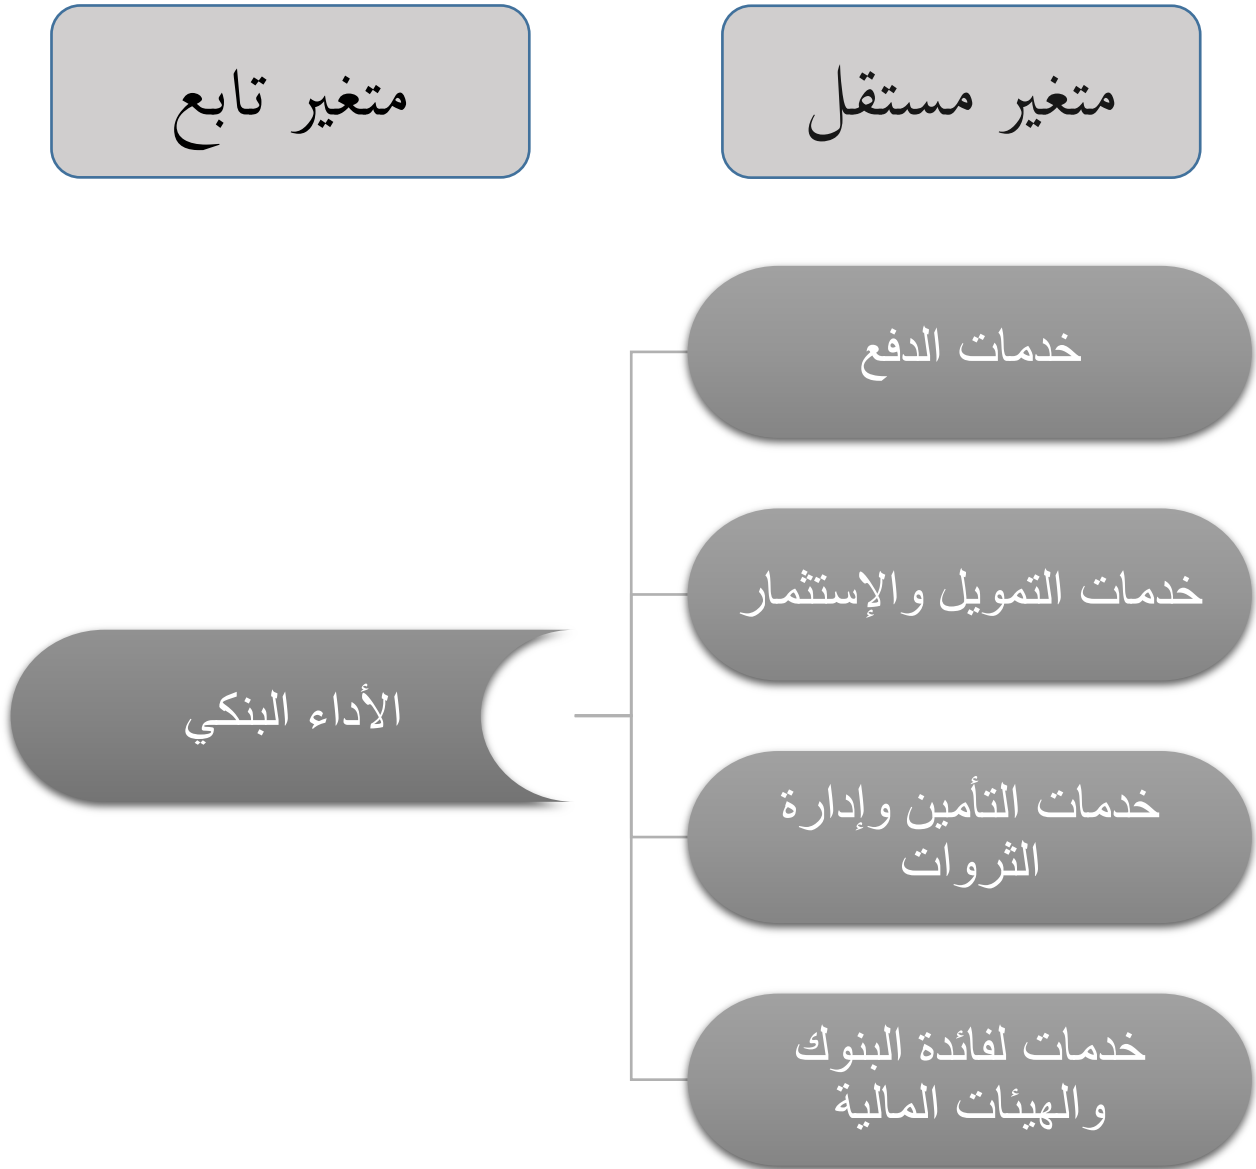 متغير مستقل
متغير تابع
خدمات الدفع
خدمات التمويل والإستثمار
الأداء البنكي
خدمات التأمين وإدارة
الثروات
خدمات لفائدة البنوك
والهيئات المالية